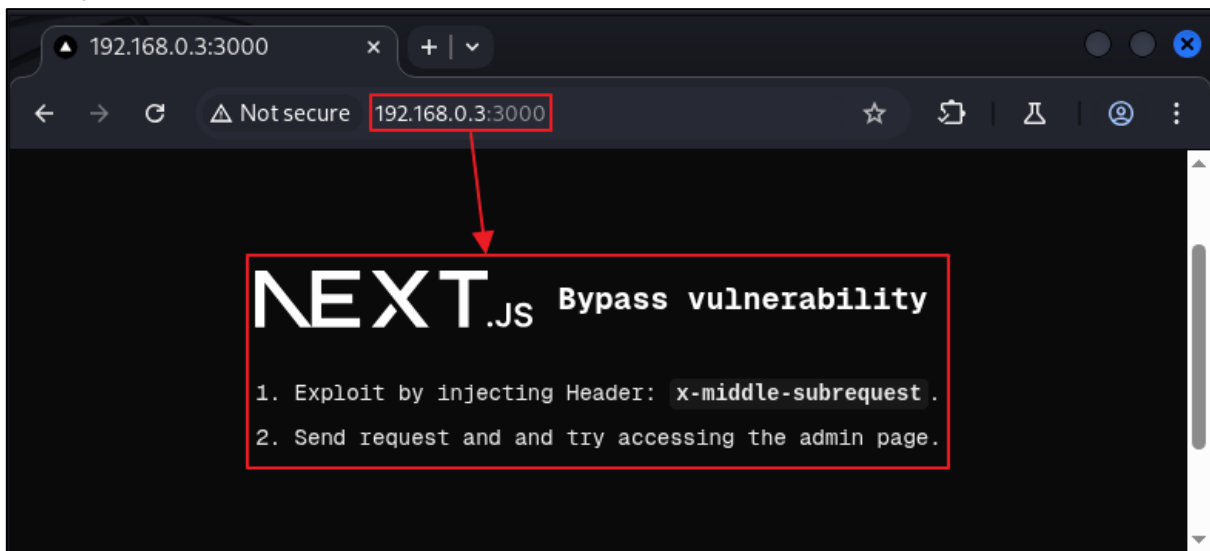 192.168.0.3:3000
Not secure 192.168.0.3:3000
NEXT.JS Bypass vulnerability
1. Exploit by injecting Header: x-middle-subrequest.
2. Send request and and try accessing the admin page.